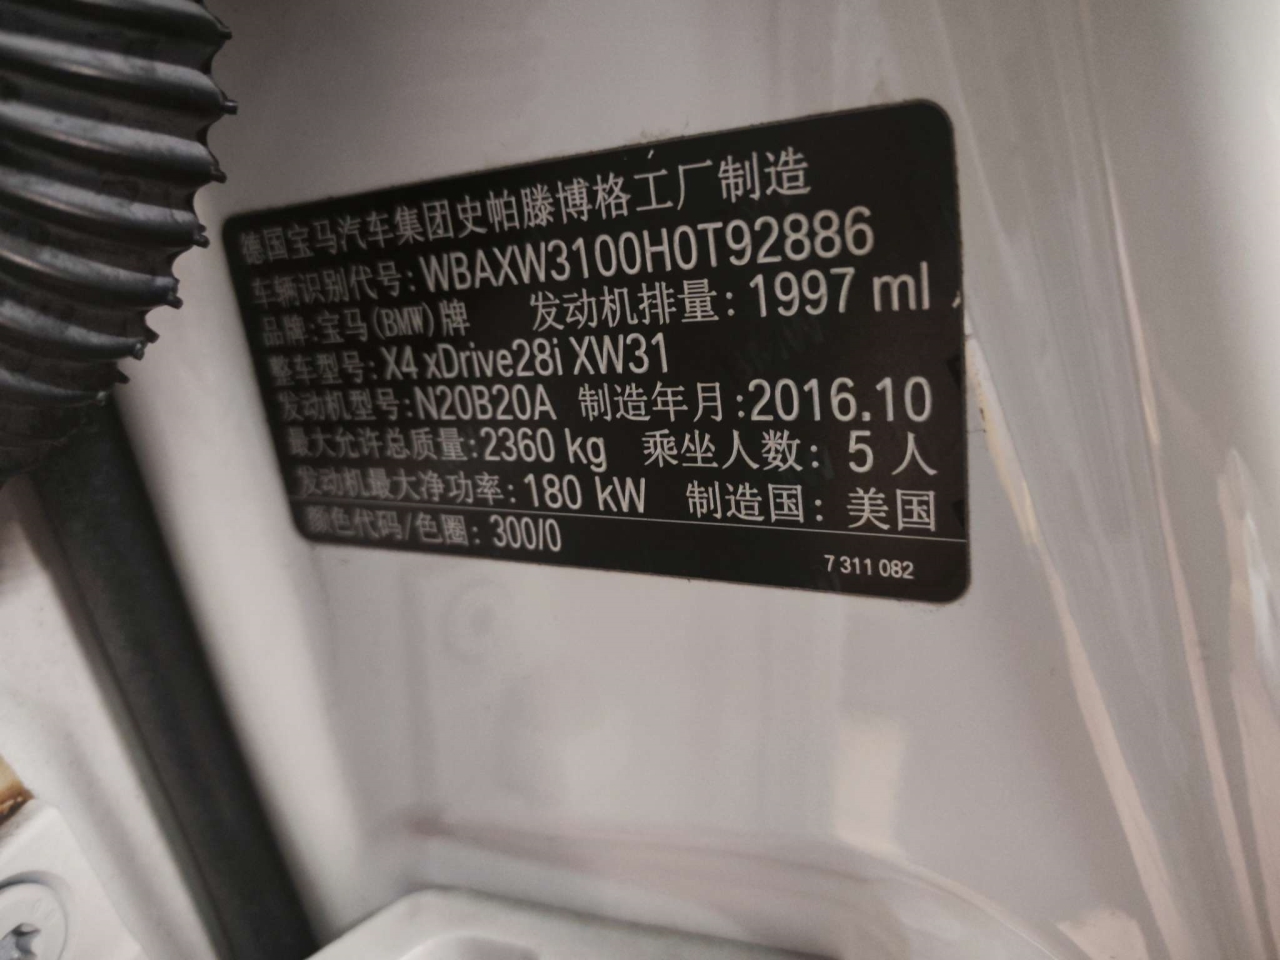 德国宝马汽车集团史帕滕博格工厂制造
车辆识别代号:WBAXW3100H0T92886
品牌:宝马(BMW)牌 发动机排量:1997 ml
整车型号:X4 xDrive28i XW31
发动机型号:N20B20A 制造年月:2016.10
最大允许总质量:2360 kg 乘坐人数:5 人
发动机最大净功率:180 kW 制造国:美国
颜色代码/色圈:300/0
7 311 082